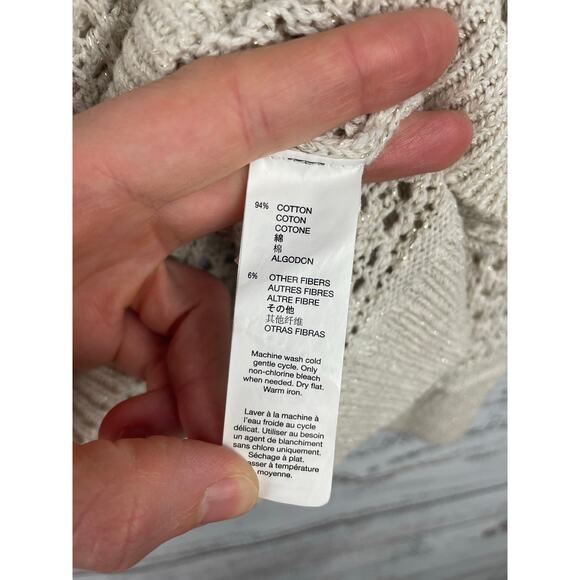 94% COTTON
COTON
COTONE
綿
棉
ALGODON
6% OTHER FIBERS
AUTRES FIBRES
ALTRE FIBRE
その他
其他纤维
OTRAS FIBRAS
Machine wash cold
gentle cycle. Only
non-chlorine bleach
when needed. Dry flat.
Warm iron.
Laver à la machine à
l'eau froide au cycle
délicat. Utiliser au besoin
un agent de blanchiment
sans chlore uniquement.
Séchage à plat.
asser à température
moyenne.